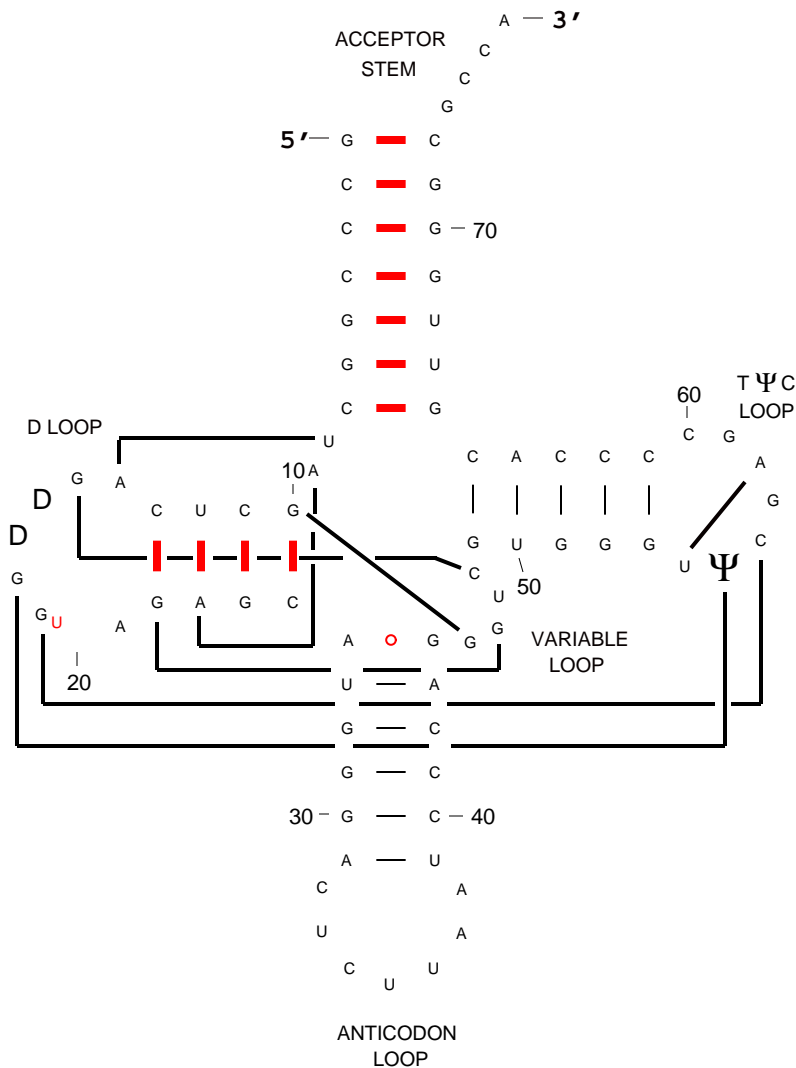 A — 3′
ACCEPTOR
STEM
C
C
G
5′ — G C
C G
C G — 70
C G
G U
G U
C G
60
T Ψ C
LOOP
D LOOP
U
C G
C A C C C
A
10
A
G A
D
C U C G
G
D
G U G G G U Ψ C
C
50
G
G U
A
G A G C
U
20
A G G G
VARIABLE
LOOP
U A
G C
G C
30 — G C — 40
A U
C A
U A
C U
U
ANTICODON
LOOP